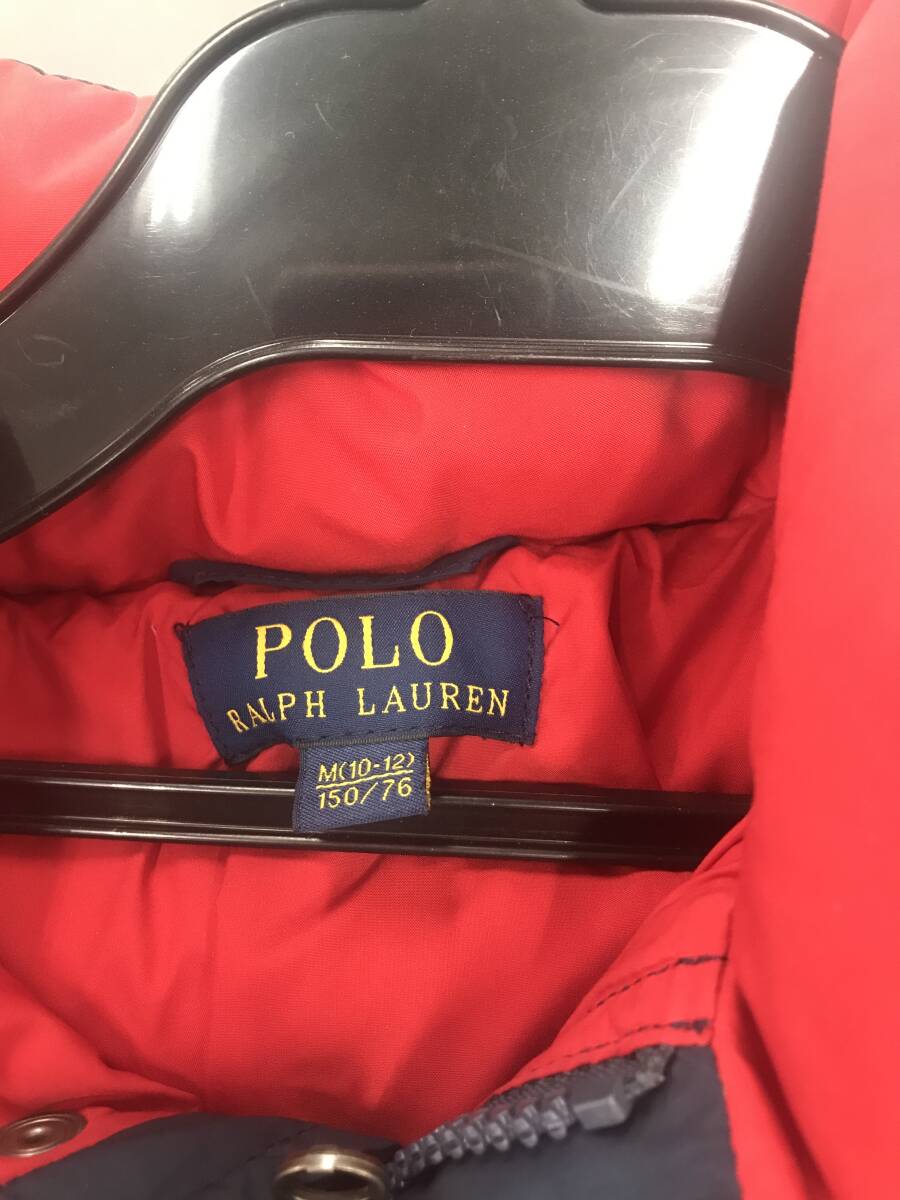 POLO
RALPH LAUREN
M(10-12)
150/76